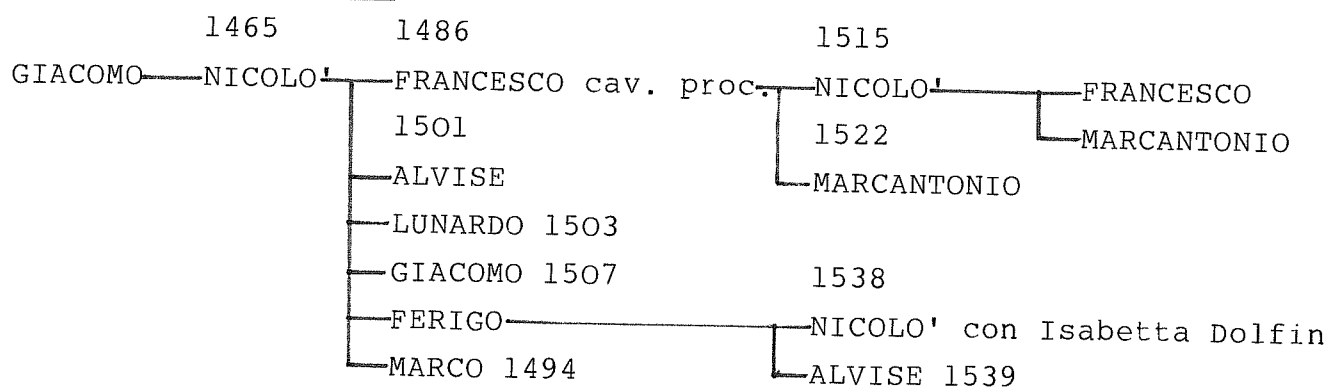 1465 1486 1515
GIACOMO NICOLO' FRANCESCO cav. proc. NICOLO' FRANCESCO
1501 1522 MARCANTONIO
ALVISE MARCANTONIO
LUNARDO 1503
GIACOMO 1507 1538
FERIGO NICOLO' con Isabetta Dolfin
MARCO 1494 ALVISE 1539